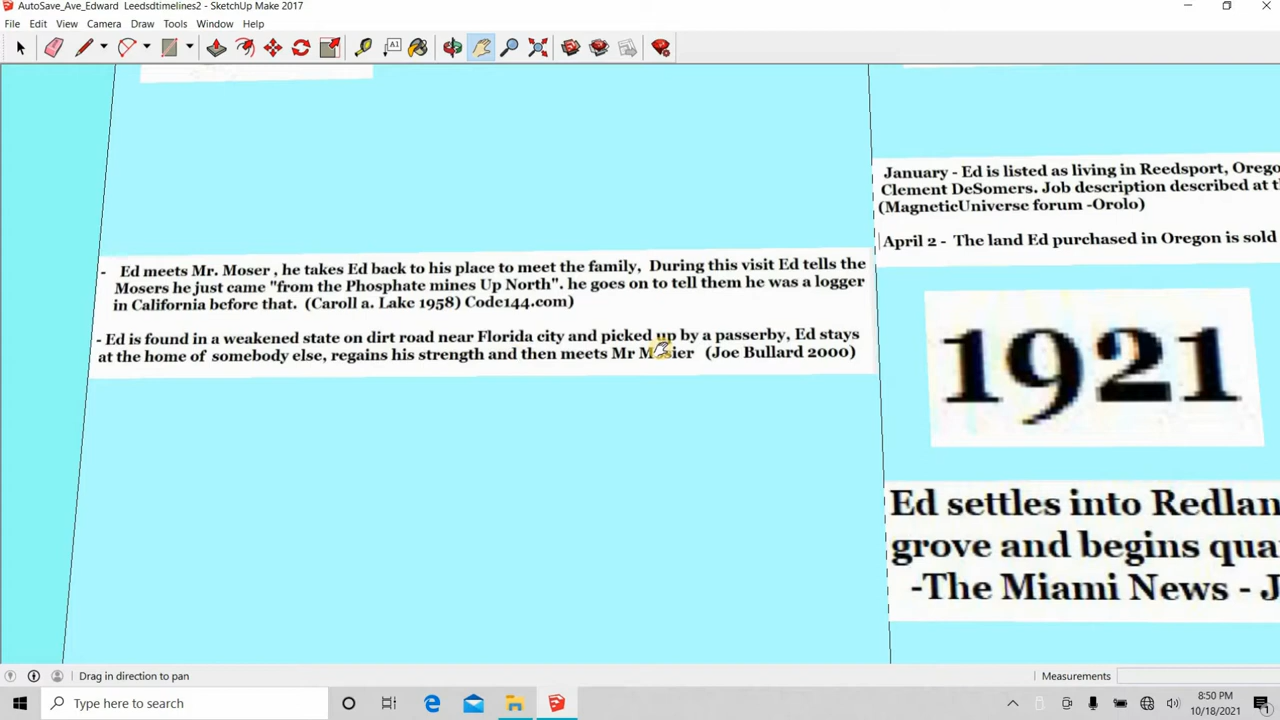 AutoSave_Ave_Edward Leedsdtimelines2 - SketchUp Make 2017
File Edit View Camera Draw Tools Window Help
A1
- Ed meets Mr. Moser , he takes Ed back to his place to meet the family, During this visit Ed tells the
Mosers he just came "from the Phosphate mines Up North". he goes on to tell them he was a logger
in California before that. (Caroll a. Lake 1958) Code144.com)
- Ed is found in a weakened state on dirt road near Florida city and picked up by a passerby, Ed stays
at the home of somebody else, regains his strength and then meets Mr (Joe Bullard 2000)
January - Ed is listed as living in Reedsport,
Clement DeSomers. Job description described at
(MagneticUniverse forum -Orolo)
April 2 - The land Ed purchased in Oregon is sold
1921
Ed settles into
grove and begins
-The Miami News -
Drag in direction to pan
Measurements
Type here to search
8:50 PM
10/18/2021
1